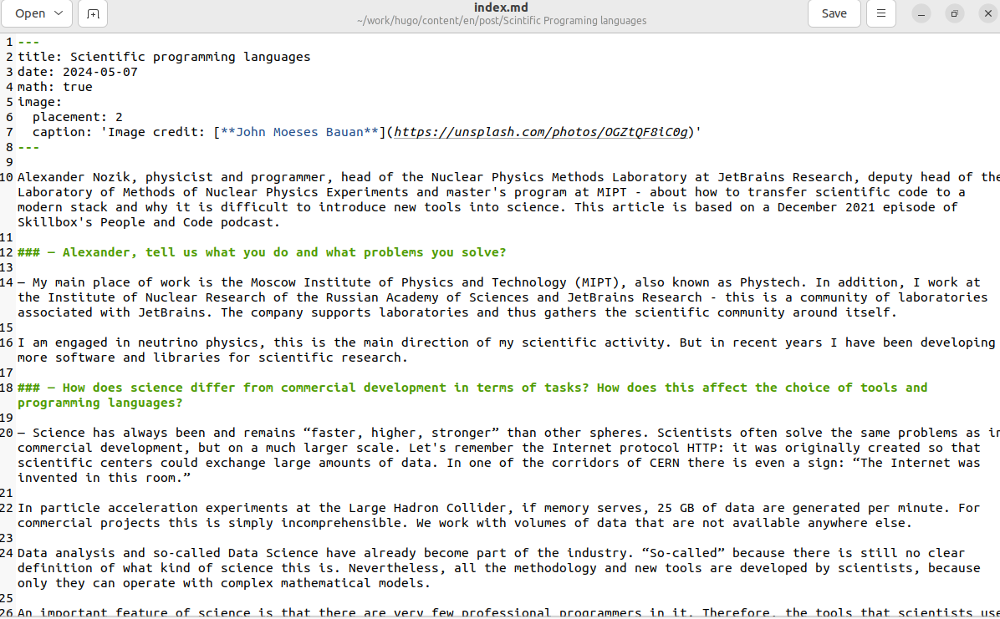 Open
index.md
~/work/hugo/content/en/post/Scintific Programing languages
Save
1 ---
2 title: Scientific programming languages
3 date: 2024-05-07
4 math: true
5 image:
6   placement: 2
7   caption: 'Image credit: [**John Moeses Bauan**](https://unsplash.com/photos/OGZtQF8iC0g)'
8 ---
9
10 Alexander Nozik, physicist and programmer, head of the Nuclear Physics Methods Laboratory at JetBrains Research, deputy head of the
Laboratory of Methods of Nuclear Physics Experiments and master's program at MIPT - about how to transfer scientific code to a
modern stack and why it is difficult to introduce new tools into science. This article is based on a December 2021 episode of
Skillbox's People and Code podcast.
11
12 ### — Alexander, tell us what you do and what problems you solve?
13
14 — My main place of work is the Moscow Institute of Physics and Technology (MIPT), also known as Phystech. In addition, I work at
the Institute of Nuclear Research of the Russian Academy of Sciences and JetBrains Research - this is a community of laboratories
associated with JetBrains. The company supports laboratories and thus gathers the scientific community around itself.
15
16 I am engaged in neutrino physics, this is the main direction of my scientific activity. But in recent years I have been developing
more software and libraries for scientific research.
17
18 ### — How does science differ from commercial development in terms of tasks? How does this affect the choice of tools and
programming languages?
19
20 — Science has always been and remains “faster, higher, stronger” than other spheres. Scientists often solve the same problems as in
commercial development, but on a much larger scale. Let's remember the Internet protocol HTTP: it was originally created so that
scientific centers could exchange large amounts of data. In one of the corridors of CERN there is even a sign: “The Internet was
invented in this room.”
21
22 In particle acceleration experiments at the Large Hadron Collider, if memory serves, 25 GB of data are generated per minute. For
commercial projects this is simply incomprehensible. We work with volumes of data that are not available anywhere else.
23
24 Data analysis and so-called Data Science have already become part of the industry. “So-called” because there is still no clear
definition of what kind of science this is. Nevertheless, all the methodology and new tools are developed by scientists, because
only they can operate with complex mathematical models.
25
26 An important feature of science is that there are very few professional programmers in it. Therefore, the tools that scientists use